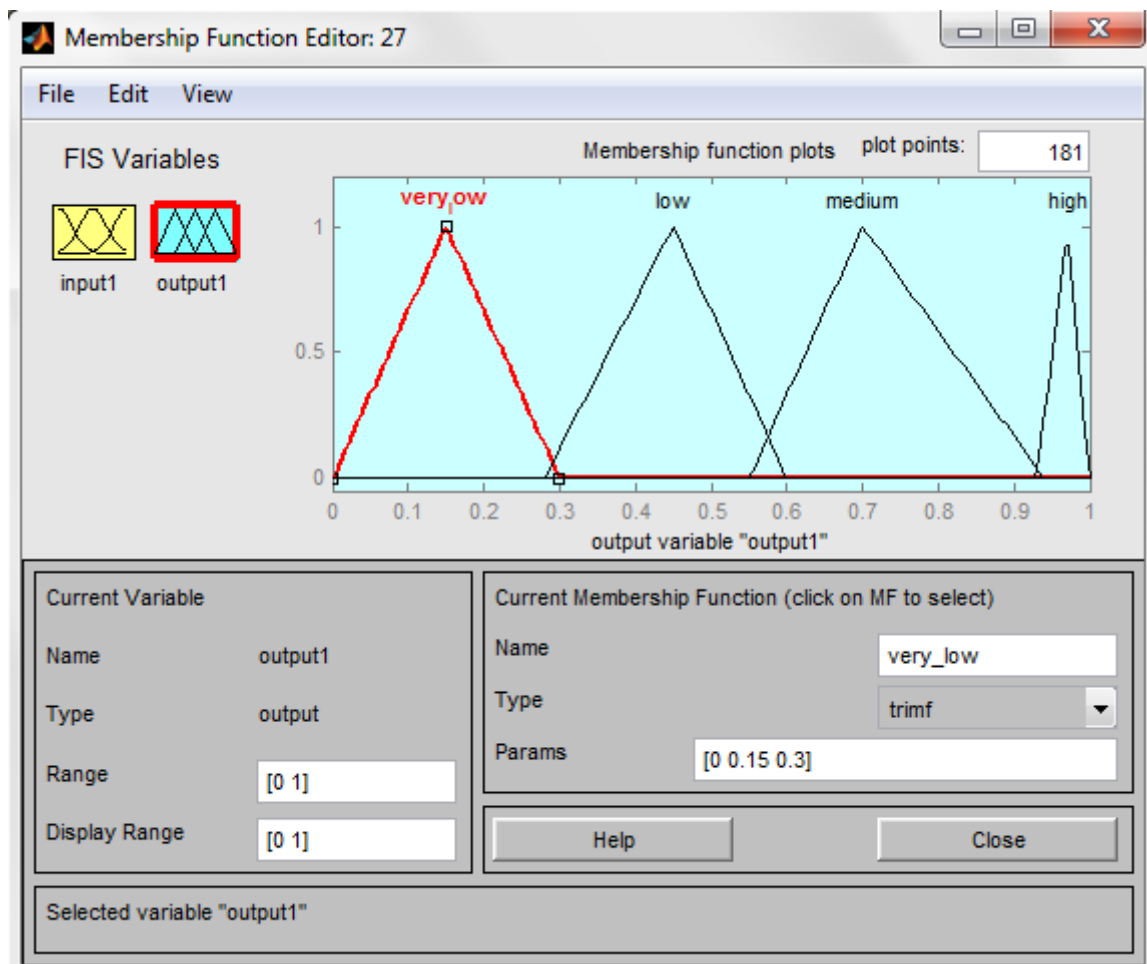 Membership Function Editor: 27
File Edit View
FIS Variables
Membership function plots plot points: 181
very_low low medium high
1
0.5
0
input1 output1
0 0.1 0.2 0.3 0.4 0.5 0.6 0.7 0.8 0.9 1
output variable "output1"
Current Variable
Name output1
Type output
Range [0 1]
Display Range [0 1]
Current Membership Function (click on MF to select)
Name very_low
Type trimf
Params [0 0.15 0.3]
Help Close
Selected variable "output1"